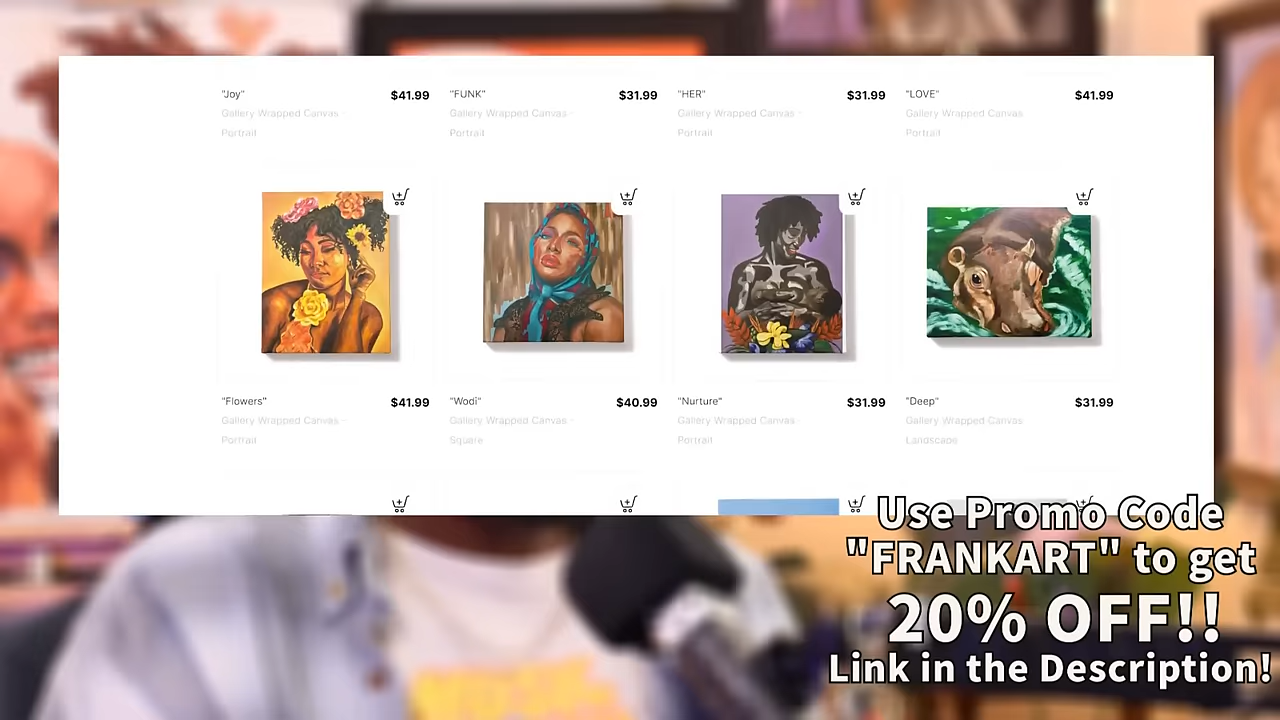 "Joy" $41.99 "FUNK" $31.99 "HER" $31.99 "LOVE" $41.99
Gallery Wrapped Canvas - Gallery Wrapped Canvas - Gallery Wrapped Canvas - Gallery Wrapped Canvas
Portrait Portrait Portrait Portrait
"Flowers" $41.99 "Wodi" $40.99 "Nurture" $31.99 "Deep" $31.99
Gallery Wrapped Canvas - Gallery Wrapped Canvas - Gallery Wrapped Canvas - Gallery Wrapped Canvas
Portrait Square Portrait Landscape
Use Promo Code
"FRANKART" to get
20% OFF!!
Link in the Description!